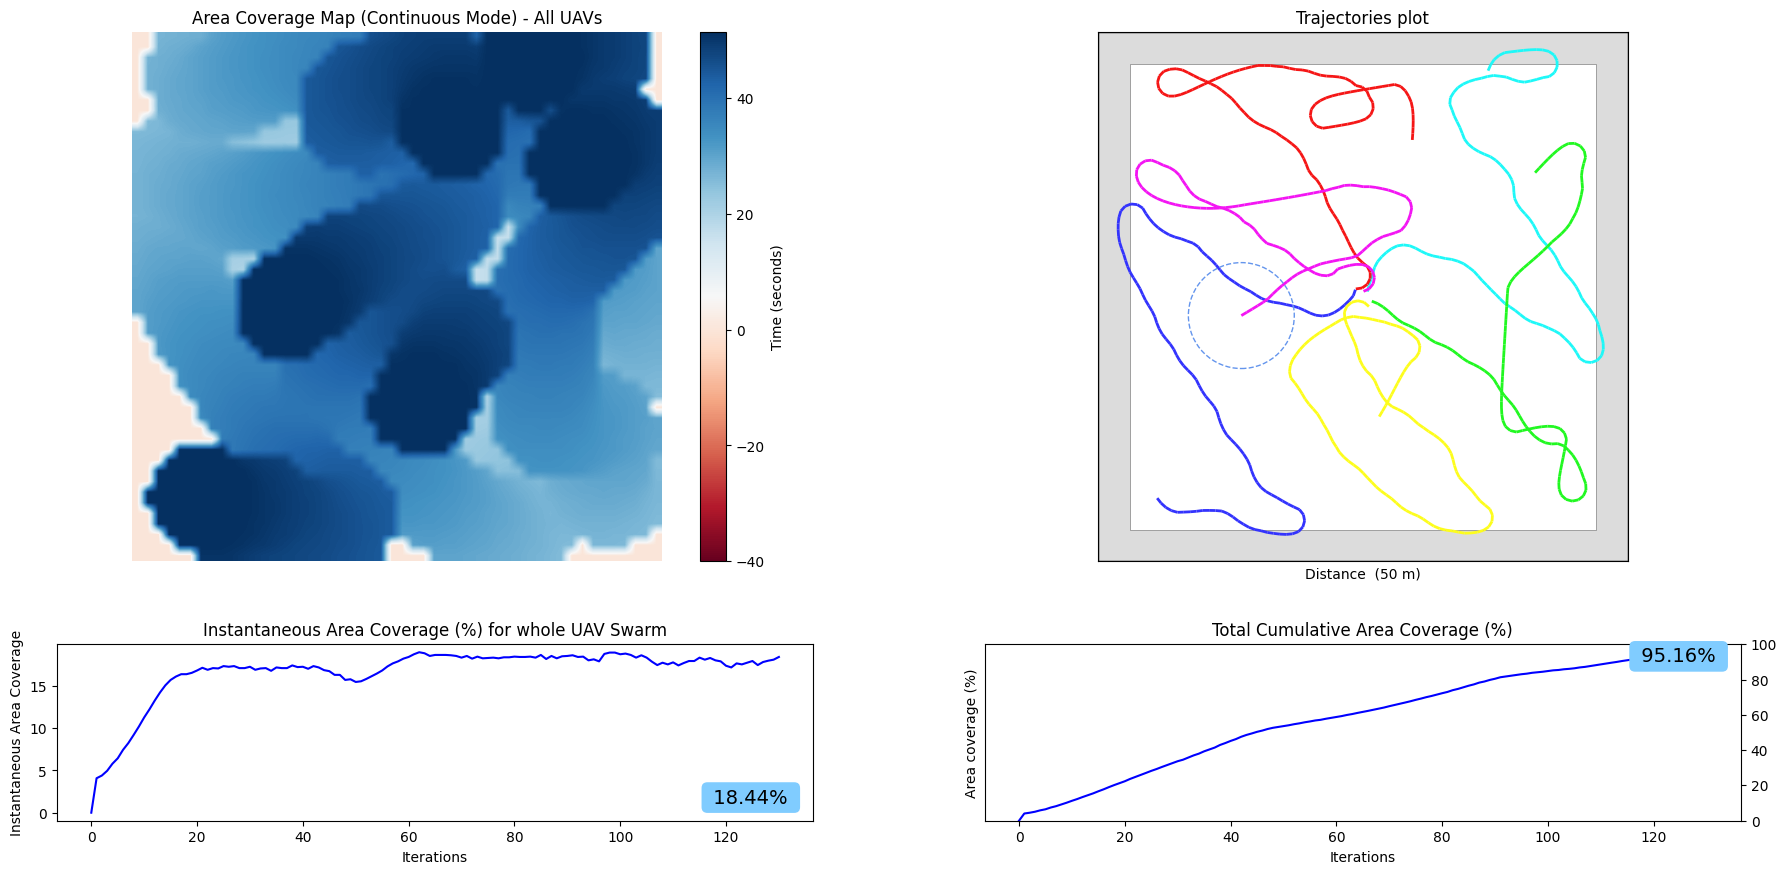 Area Coverage Map (Continuous Mode) - All UAVs
40
20
0
−20
−40
Time (seconds)
Trajectories plot
Distance  (50 m)
Instantaneous Area Coverage (%) for whole UAV Swarm
Instantaneous Area Coverage
15
10
5
0
18.44%
0 20 40 60 80 100 120
Iterations
Total Cumulative Area Coverage (%)
Area coverage (%)
95.16%
100
80
60
40
20
0
0 20 40 60 80 100 120
Iterations